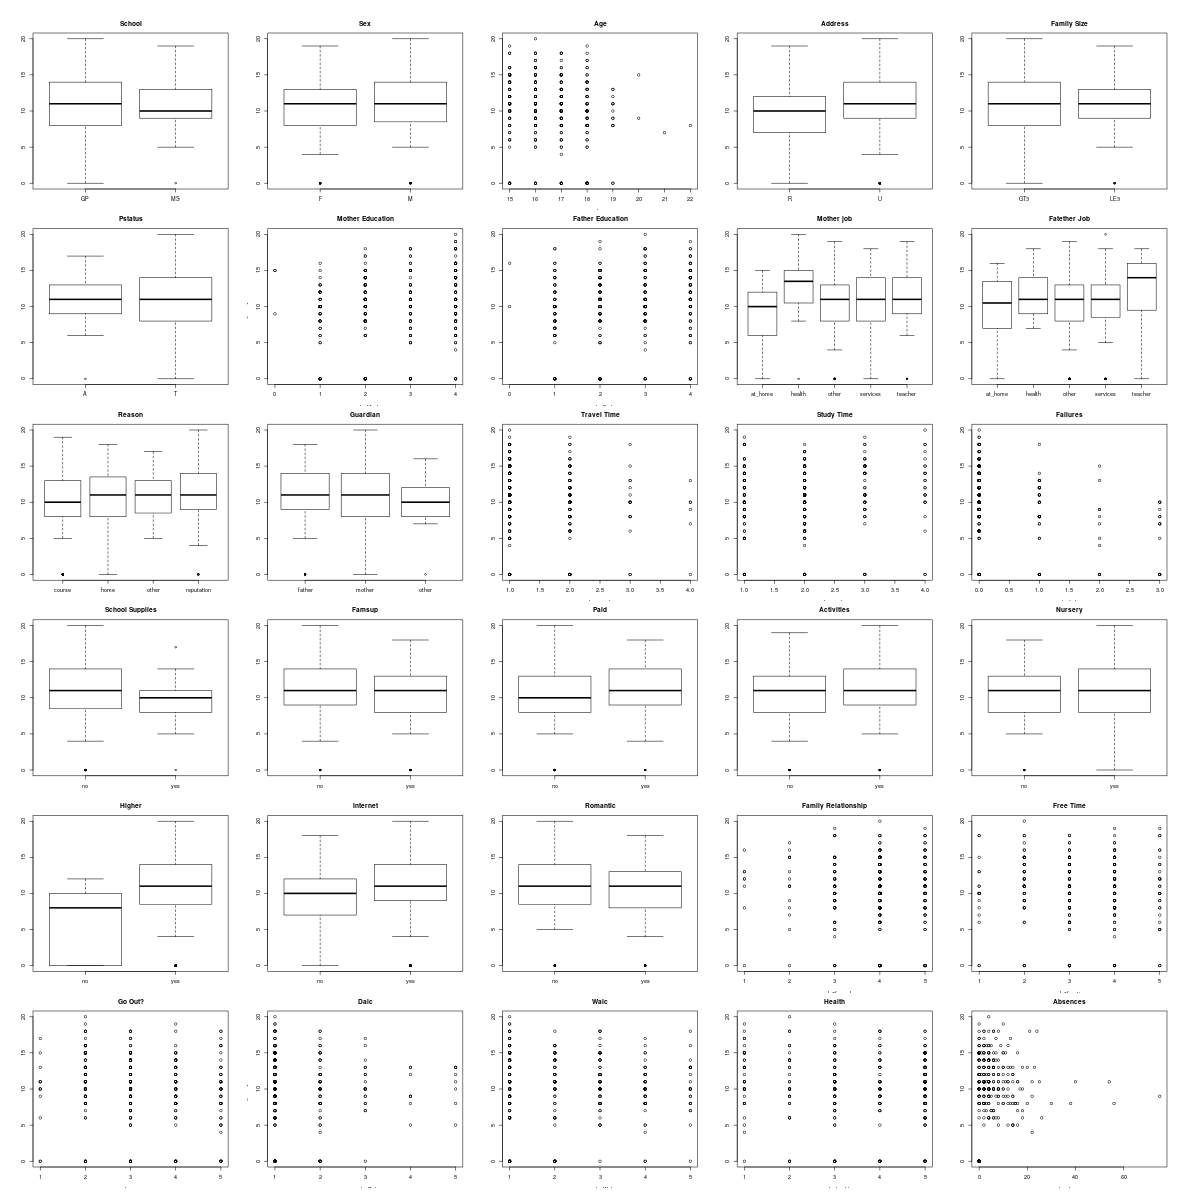 School
0 5 10 15 20
GP MS
Sex
0 5 10 15 20
F M
Age
0 5 10 15 20
15 16 17 18 19 20 21 22
Address
0 5 10 15 20
R U
Family Size
0 5 10 15 20
GT3 LE3
Pstatus
0 5 10 15 20
A T
Mother Education
0 5 10 15 20
0 1 2 3 4
Father Education
0 5 10 15 20
0 1 2 3 4
Mother job
0 5 10 15 20
at_home health other services teacher
Fatether Job
0 5 10 15 20
at_home health other services teacher
Reason
0 5 10 15 20
course home other reputation
Guardian
0 5 10 15 20
father mother other
Travel Time
0 5 10 15 20
1.0 1.5 2.0 2.5 3.0 3.5 4.0
Study Time
0 5 10 15 20
1.0 1.5 2.0 2.5 3.0 3.5 4.0
Failures
0 5 10 15 20
0.0 0.5 1.0 1.5 2.0 2.5 3.0
School Supplies
0 5 10 15 20
no yes
Famsup
0 5 10 15 20
no yes
Paid
0 5 10 15 20
no yes
Activities
0 5 10 15 20
no yes
Nursery
0 5 10 15 20
no yes
Higher
0 5 10 15 20
no yes
Internet
0 5 10 15 20
no yes
Romantic
0 5 10 15 20
no yes
Family Relationship
0 5 10 15 20
1 2 3 4 5
Free Time
0 5 10 15 20
1 2 3 4 5
Go Out?
0 5 10 15 20
1 2 3 4 5
Dalc
0 5 10 15 20
1 2 3 4 5
Walc
0 5 10 15 20
1 2 3 4 5
Health
0 5 10 15 20
1 2 3 4 5
Absences
0 5 10 15 20
0 20 40 60